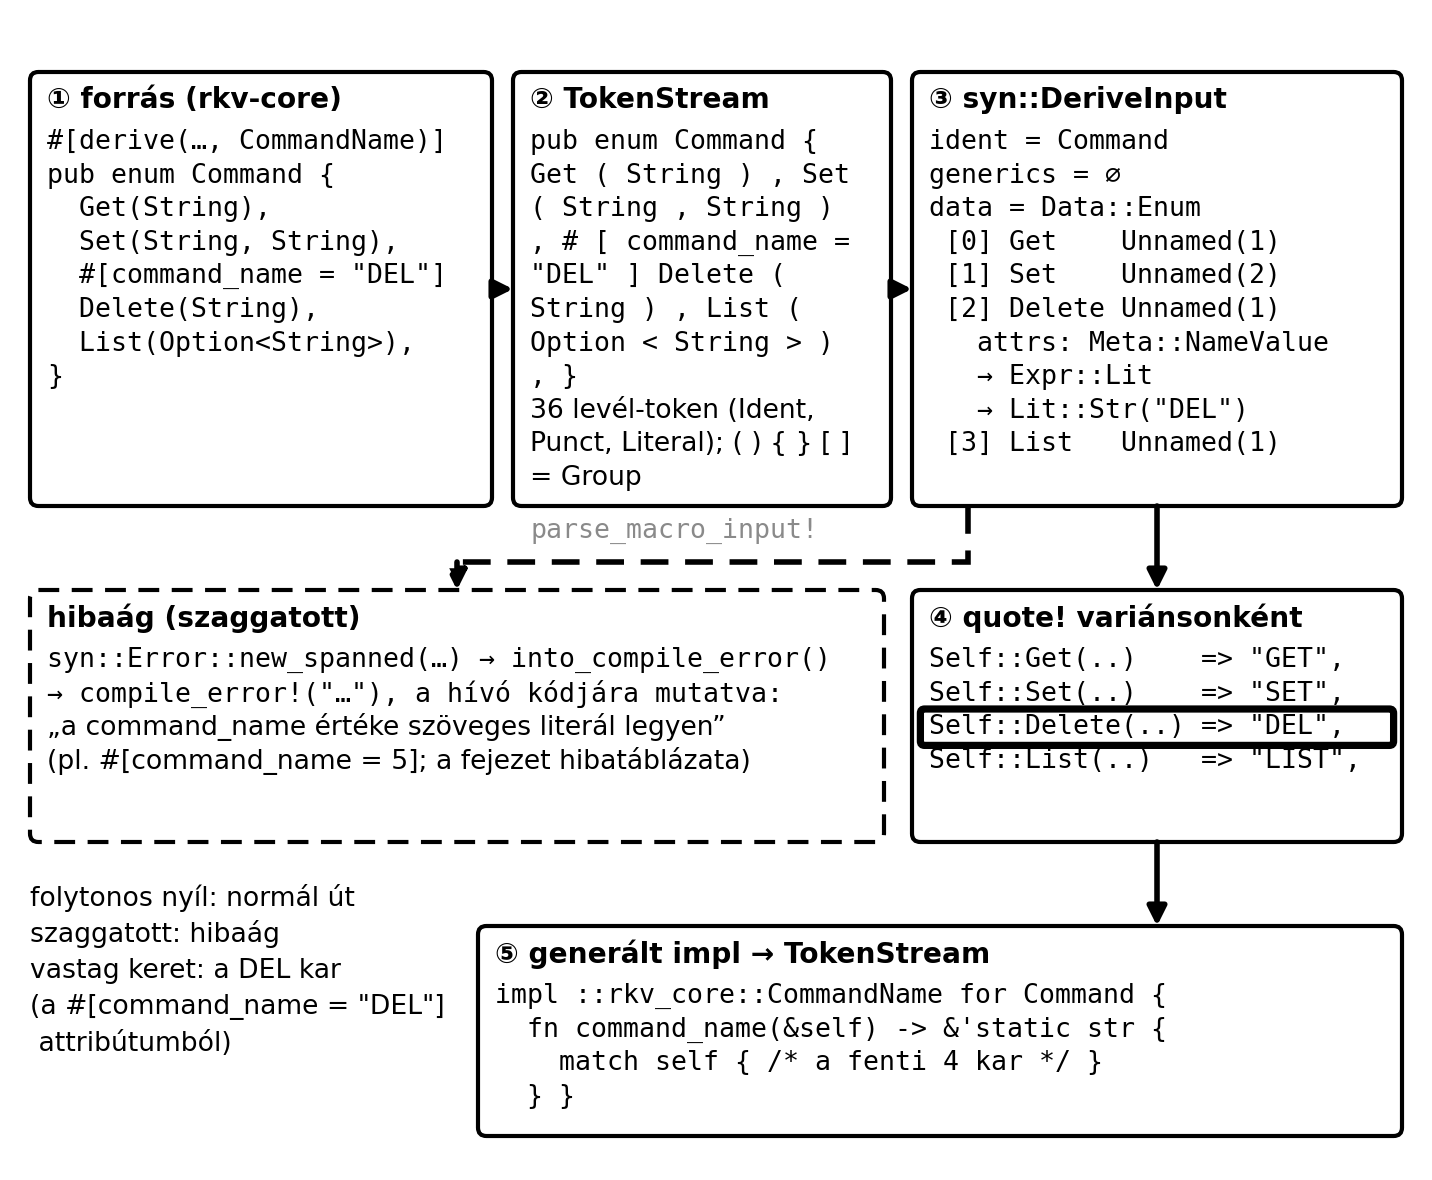 ① forrás (rkv-core)
#[derive(…, CommandName)]
pub enum Command {
  Get(String),
  Set(String, String),
  #[command_name = "DEL"]
  Delete(String),
  List(Option<String>),
}
② TokenStream
pub enum Command {
Get ( String ) , Set
( String , String )
, # [ command_name =
"DEL" ] Delete (
String ) , List (
Option < String > )
, }
36 levél-token (Ident,
Punct, Literal); ( ) { } [ ]
= Group
③ syn::DeriveInput
ident = Command
generics = ∅
data = Data::Enum
 [0] Get    Unnamed(1)
 [1] Set    Unnamed(2)
 [2] Delete Unnamed(1)
   attrs: Meta::NameValue
   → Expr::Lit
   → Lit::Str("DEL")
 [3] List   Unnamed(1)
parse_macro_input!
hibaág (szaggatott)
syn::Error::new_spanned(…) → into_compile_error()
→ compile_error!("…"), a hívó kódjára mutatva:
„a command_name értéke szöveges literál legyen”
(pl. #[command_name = 5]; a fejezet hibatáblázata)
④ quote! variánsonként
Self::Get(..)    => "GET",
Self::Set(..)    => "SET",
Self::Delete(..) => "DEL",
Self::List(..)   => "LIST",
folytonos nyíl: normál út
szaggatott: hibaág
vastag keret: a DEL kar
(a #[command_name = "DEL"]
 attribútumból)
⑤ generált impl → TokenStream
impl ::rkv_core::CommandName for Command {
  fn command_name(&self) -> &'static str {
    match self { /* a fenti 4 kar */ }
  } }